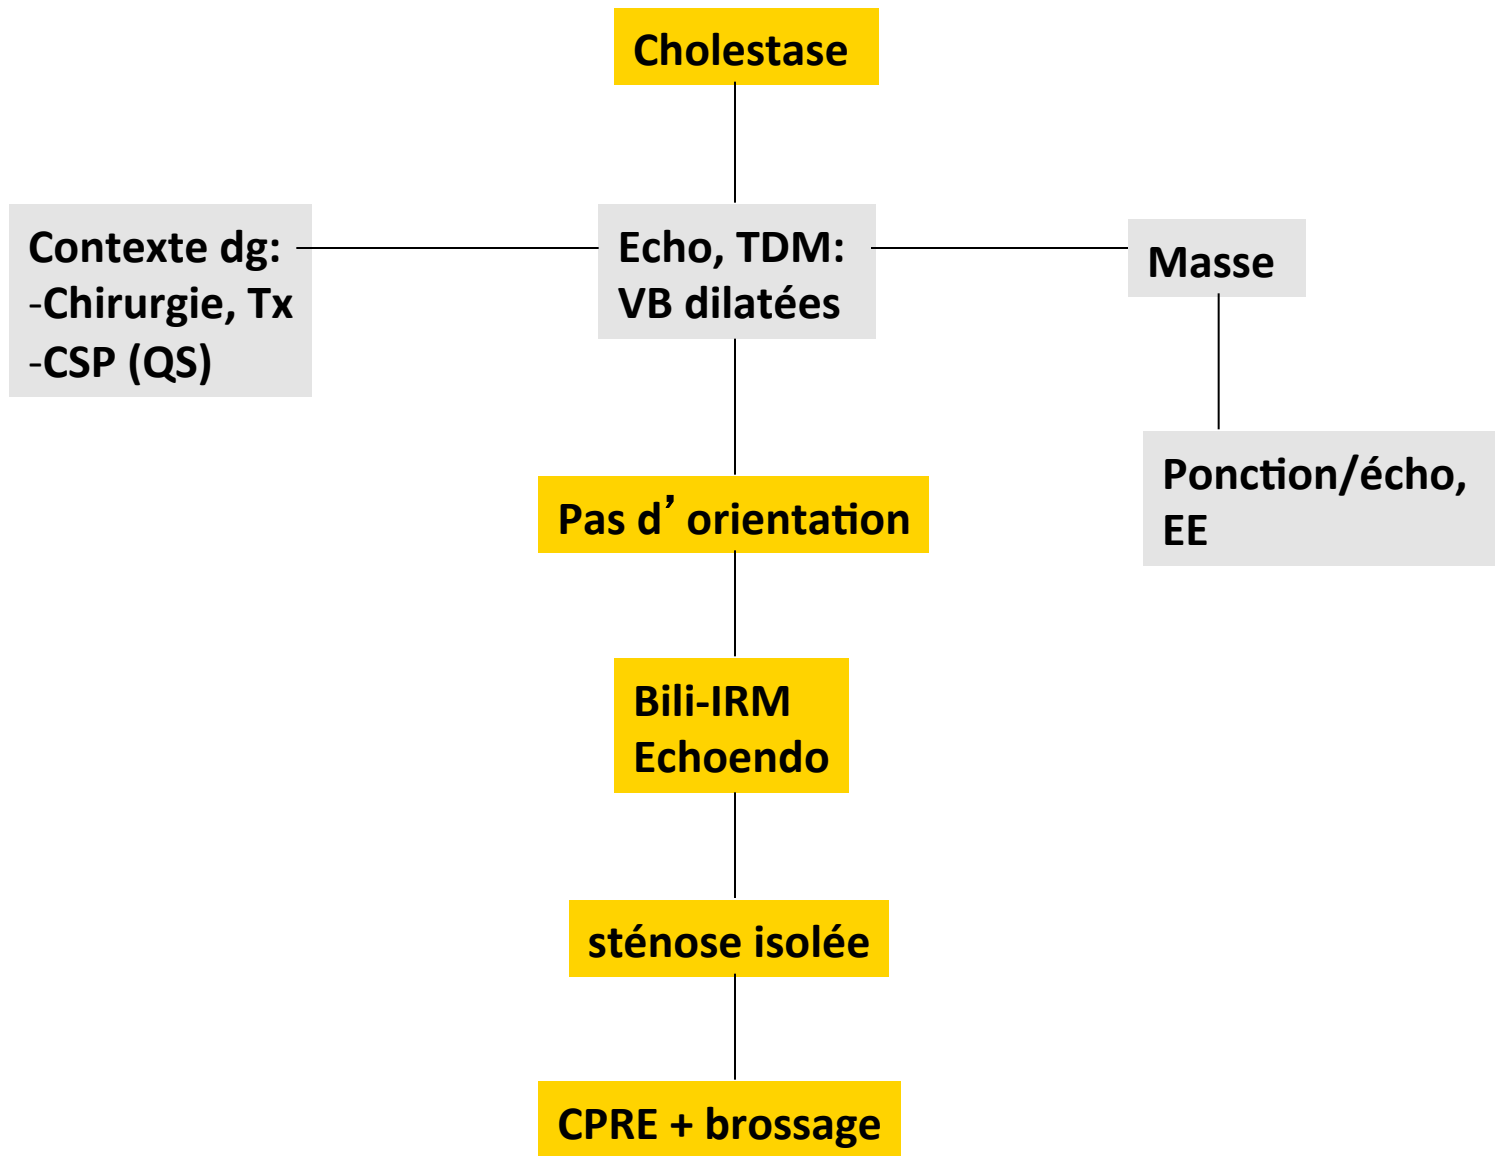 Cholestase
Contexte dg:
-Chirurgie, Tx
-CSP (QS)
Echo, TDM:
VB dilatées
Masse
Ponction/écho,
EE
Pas d’ orientation
Bili-IRM
Echoendo
sténose isolée
CPRE + brossage